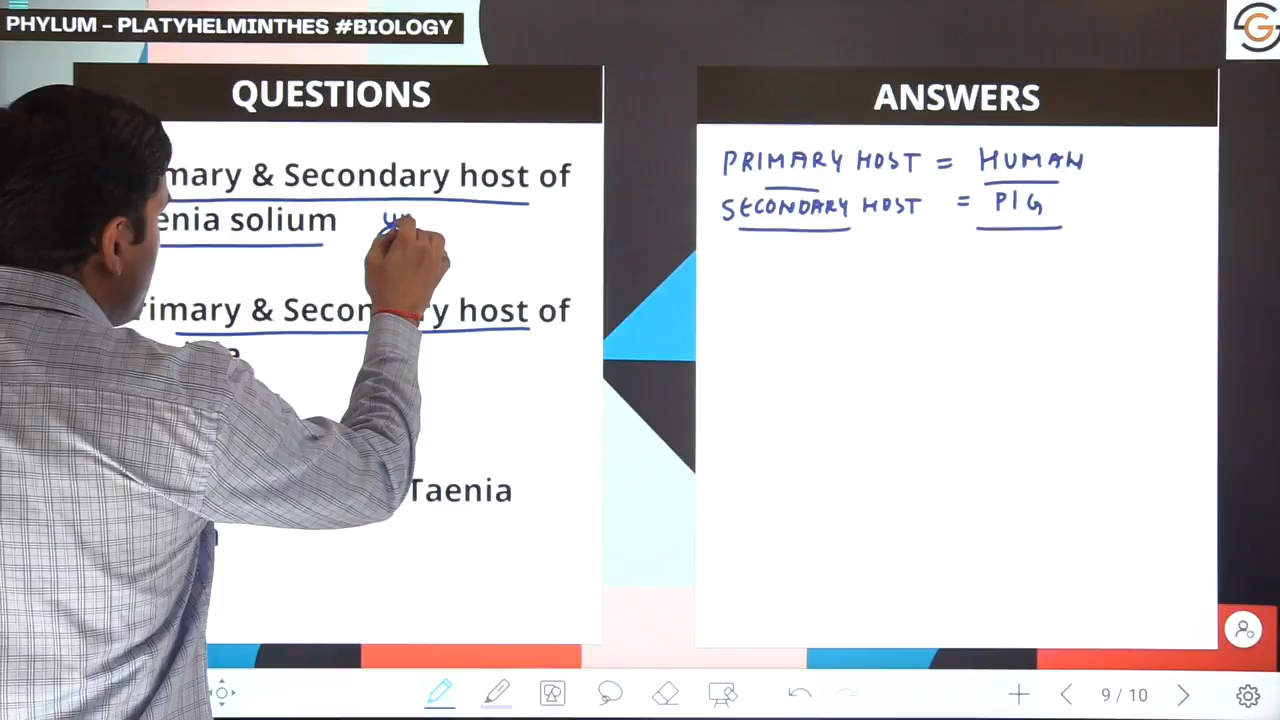 PHYLUM – PLATYHELMINTHES #BIOLOGY
QUESTIONS
mary & Secondary host of
enia solium
rimary & Secondary host of
Taenia
ANSWERS
PRIMARY HOST = HUMAN
SECONDARY HOST = PIG
9 / 10